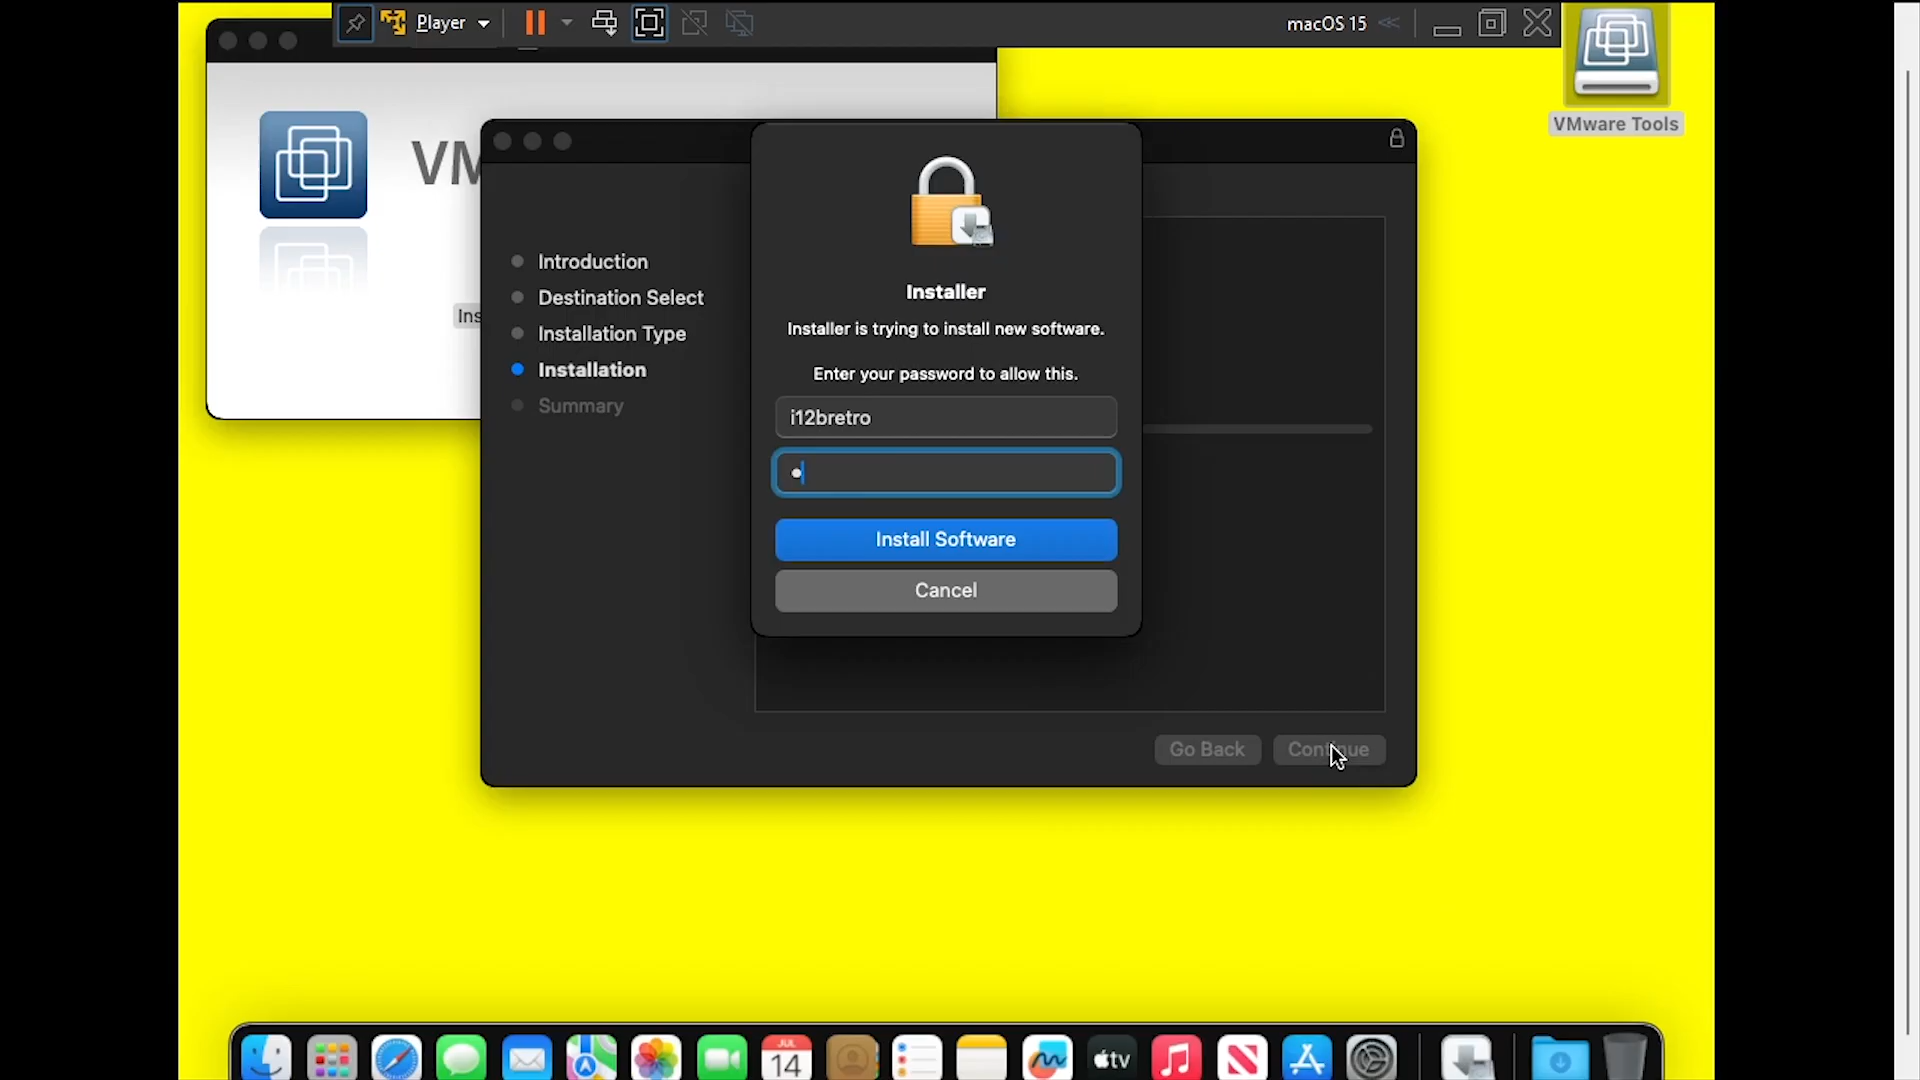 Player
macOS 15
VMware Tools
VM
Ins
Introduction
Destination Select
Installation Type
Installation
Summary
Installer
Installer is trying to install new software.
Enter your password to allow this.
i12bretro
Install Software
Cancel
Go Back
Continue
JUL
14
tv